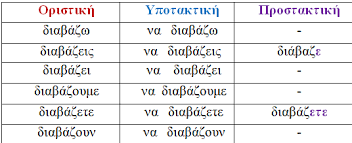 Οριστική Υποτακτική Προστακτική
διαβάζω να διαβάζω -
διαβάζεις να διαβάζεις διάβαζε
διαβάζει να διαβάζει -
διαβάζουμε να διαβάζουμε -
διαβάζετε να διαβάζετε διαβάζετε
διαβάζουν να διαβάζουν -